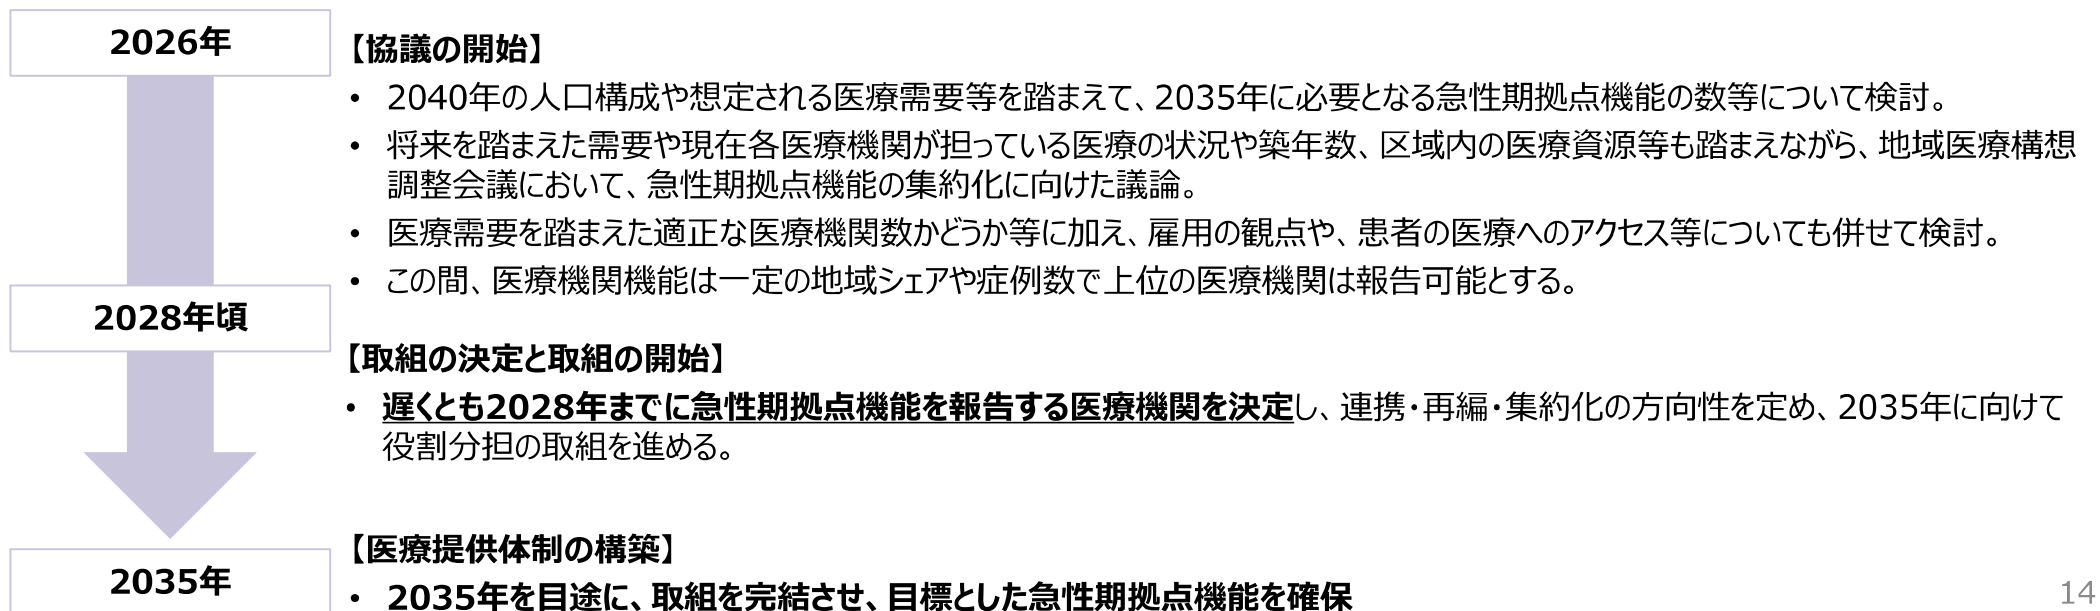 2026年
【協議の開始】
• 2040年の人口構成や想定される医療需要等を踏まえて、2035年に必要となる急性期拠点機能の数等について検討。
• 将来を踏まえた需要や現在各医療機関が担っている医療の状況や築年数、区域内の医療資源等も踏まえながら、地域医療構想
調整会議において、急性期拠点機能の集約化に向けた議論。
• 医療需要を踏まえた適正な医療機関数かどうか等に加え、雇用の観点や、患者の医療へのアクセス等についても併せて検討。
• この間、医療機関機能は一定の地域シェアや症例数で上位の医療機関は報告可能とする。
2028年頃
【取組の決定と取組の開始】
• 遅くとも2028年までに急性期拠点機能を報告する医療機関を決定し、連携・再編・集約化の方向性を定め、2035年に向けて
役割分担の取組を進める。
2035年
【医療提供体制の構築】
• 2035年を目途に、取組を完結させ、目標とした急性期拠点機能を確保
14